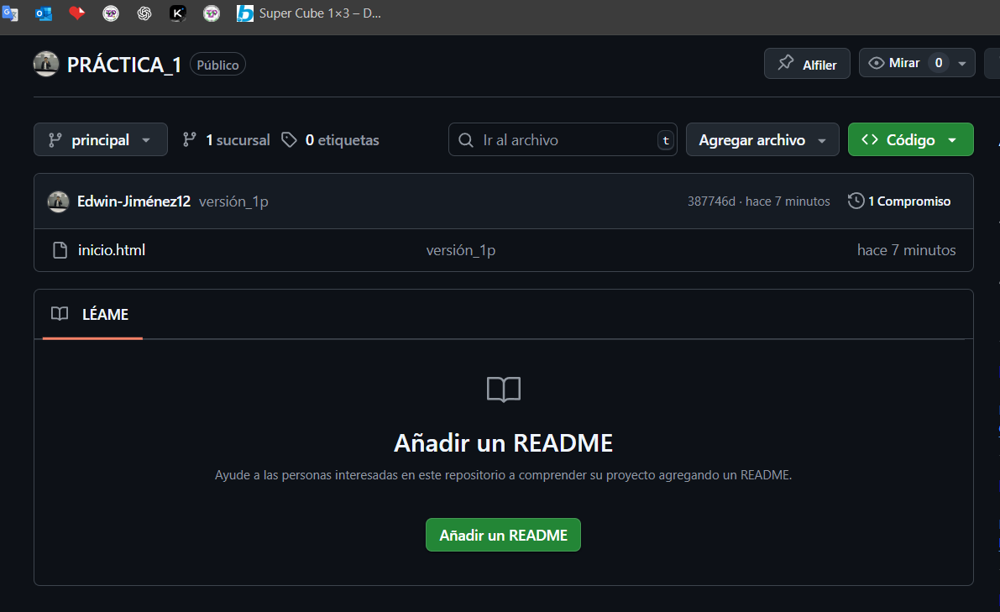 Super Cube 1×3 – D...
PRÁCTICA_1 Público
Alfiler Mirar 0
principal 1 sucursal 0 etiquetas Ir al archivo t Agregar archivo Código
Edwin-Jiménez12 versión_1p 387746d · hace 7 minutos 1 Compromiso
inicio.html versión_1p hace 7 minutos
LÉAME
Añadir un README
Ayude a las personas interesadas en este repositorio a comprender su proyecto agregando un README.
Añadir un README